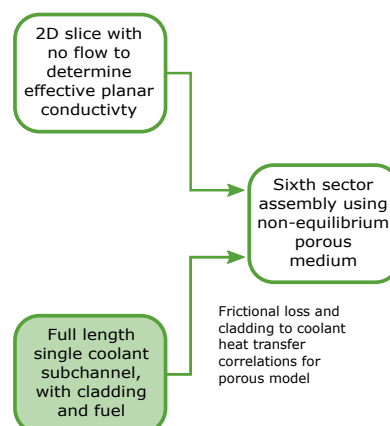 2D slice with
no flow to
determine
effective planar
conductivty
Sixth sector
assembly using
non-equilibrium
porous
medium
Frictional loss and
cladding to coolant
heat transfer
correlations for
porous model
Full length
single coolant
subchannel,
with cladding
and fuel